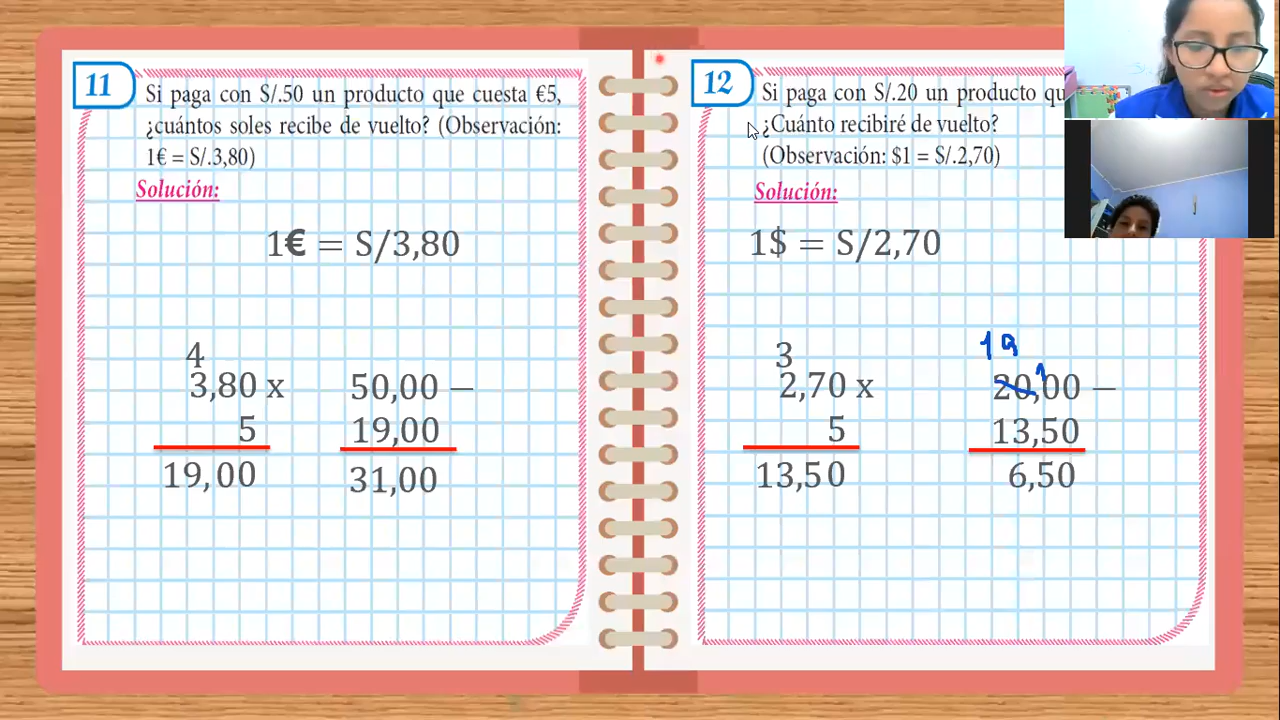 11
Si paga con S/.50 un producto que cuesta €5,
¿cuántos soles recibe de vuelto? (Observación:
1€ = S/.3,80)
Solución:
1€ = S/3,80
4
3,80 x
5
19,00
50,00 –
19,00
31,00
12
Si paga con S/.20 un producto
¿Cuánto recibiré de vuelto?
(Observación: $1 = S/.2,70)
Solución:
1$ = S/2,70
3
2,70 x
5
13,50
19
1
20,00 –
13,50
6,50